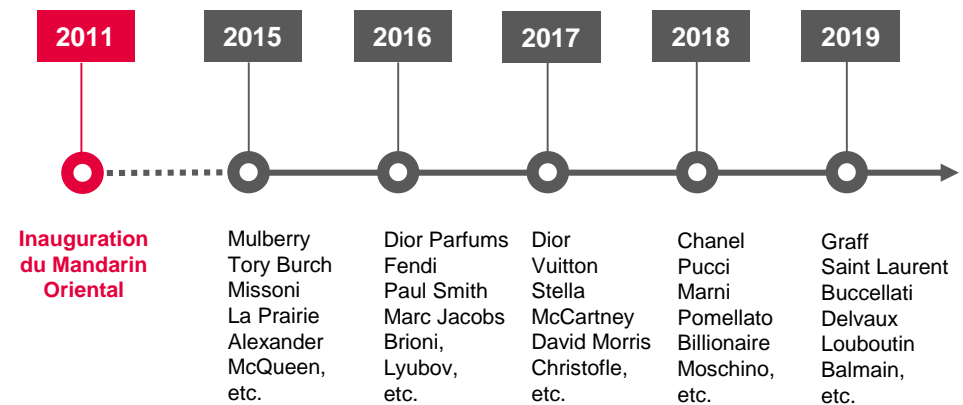 2011
2015
2016
2017
2018
2019
Inauguration
du Mandarin
Oriental
Mulberry
Tory Burch
Missoni
La Prairie
Alexander
McQueen,
etc.
Dior Parfums
Fendi
Paul Smith
Marc Jacobs
Brioni,
Lyubov,
etc.
Dior
Vuitton
Stella
McCartney
David Morris
Christofle,
etc.
Chanel
Pucci
Marni
Pomellato
Billionaire
Moschino,
etc.
Graff
Saint Laurent
Buccellati
Delvaux
Louboutin
Balmain,
etc.